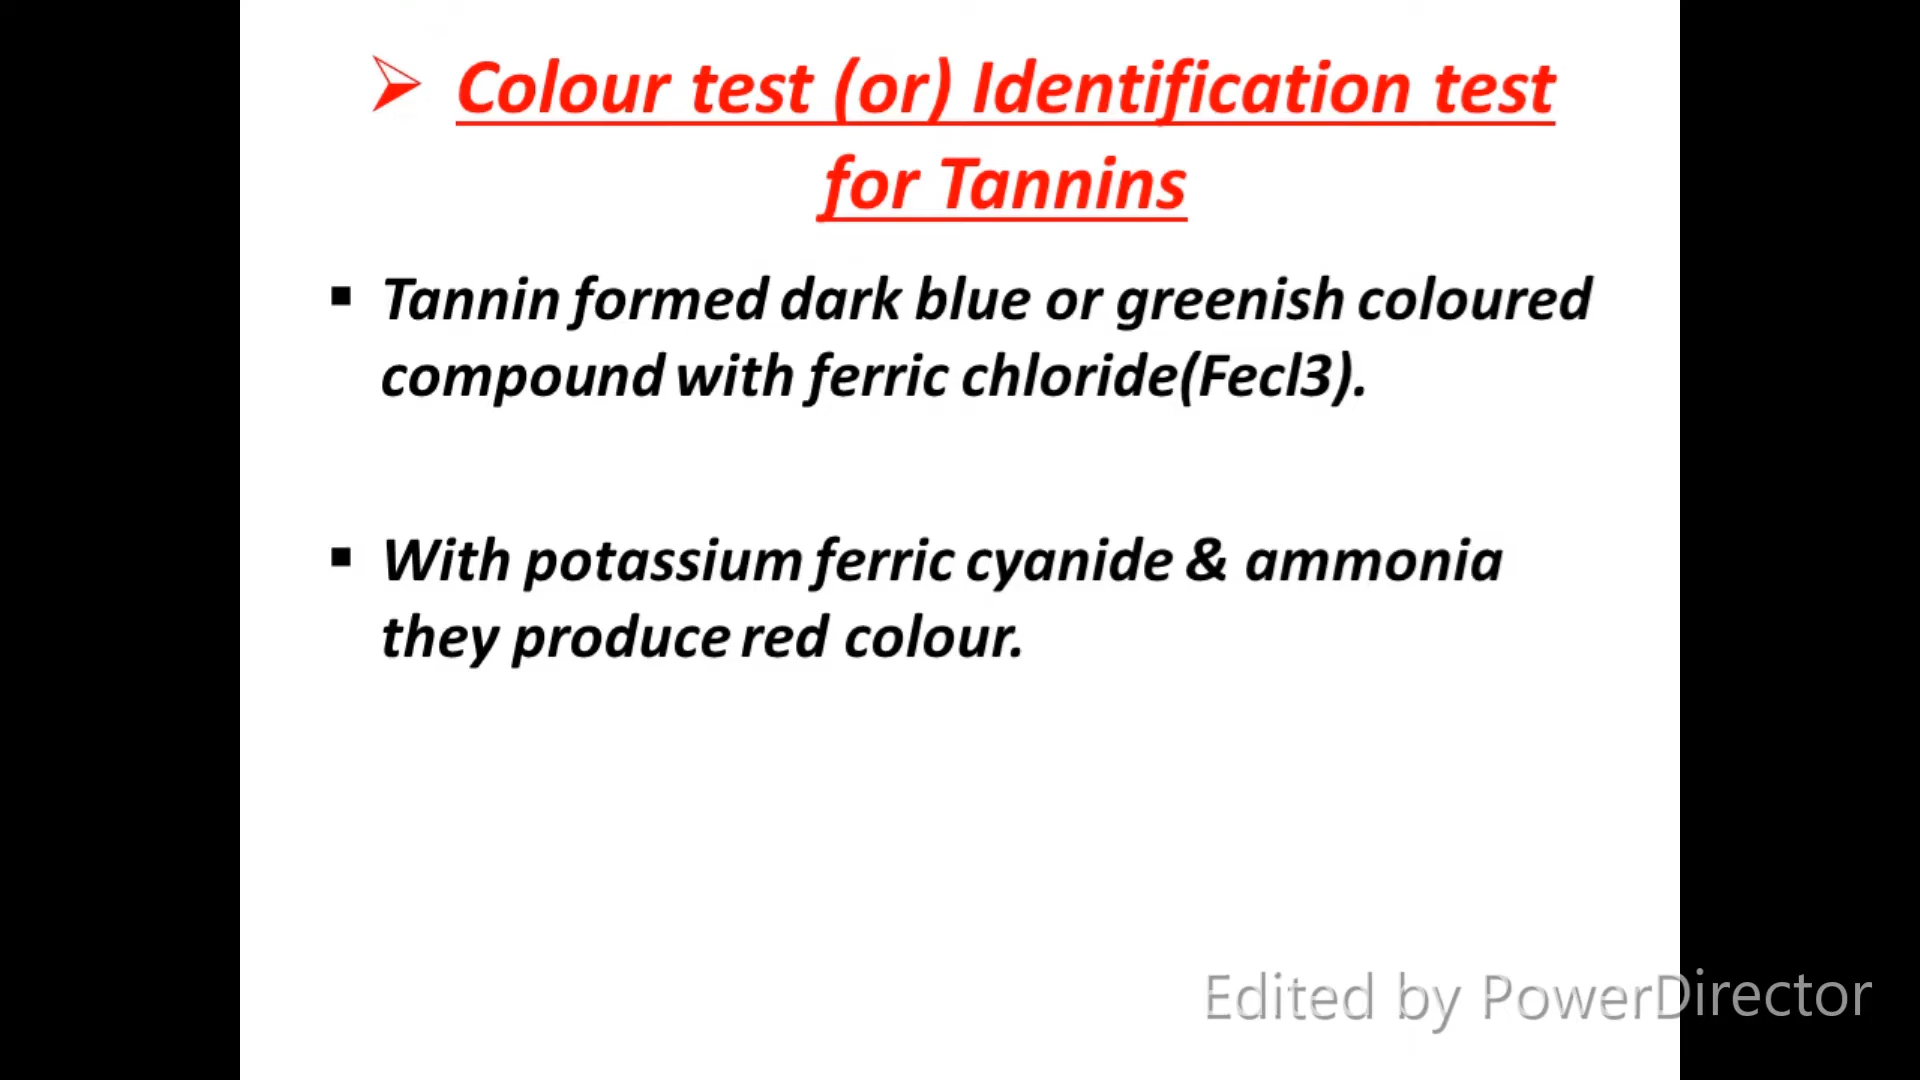 Colour test (or) Identification test
for Tannins
Tannin formed dark blue or greenish coloured
compound with ferric chloride(Fecl3).
With potassium ferric cyanide & ammonia
they produce red colour.
Edited by PowerDirector